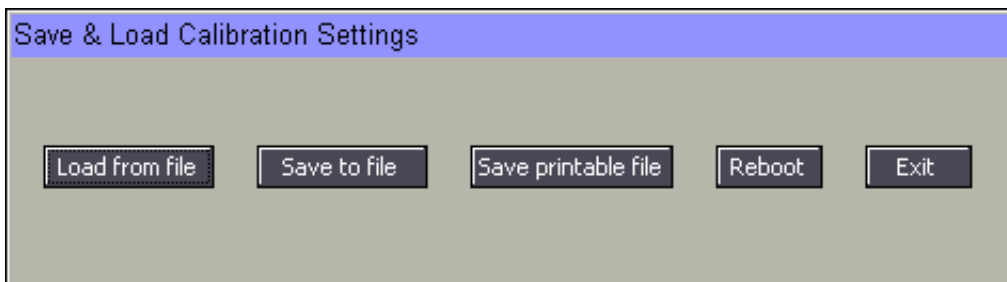 Save & Load Calibration Settings
Load from file Save to file Save printable file Reboot Exit